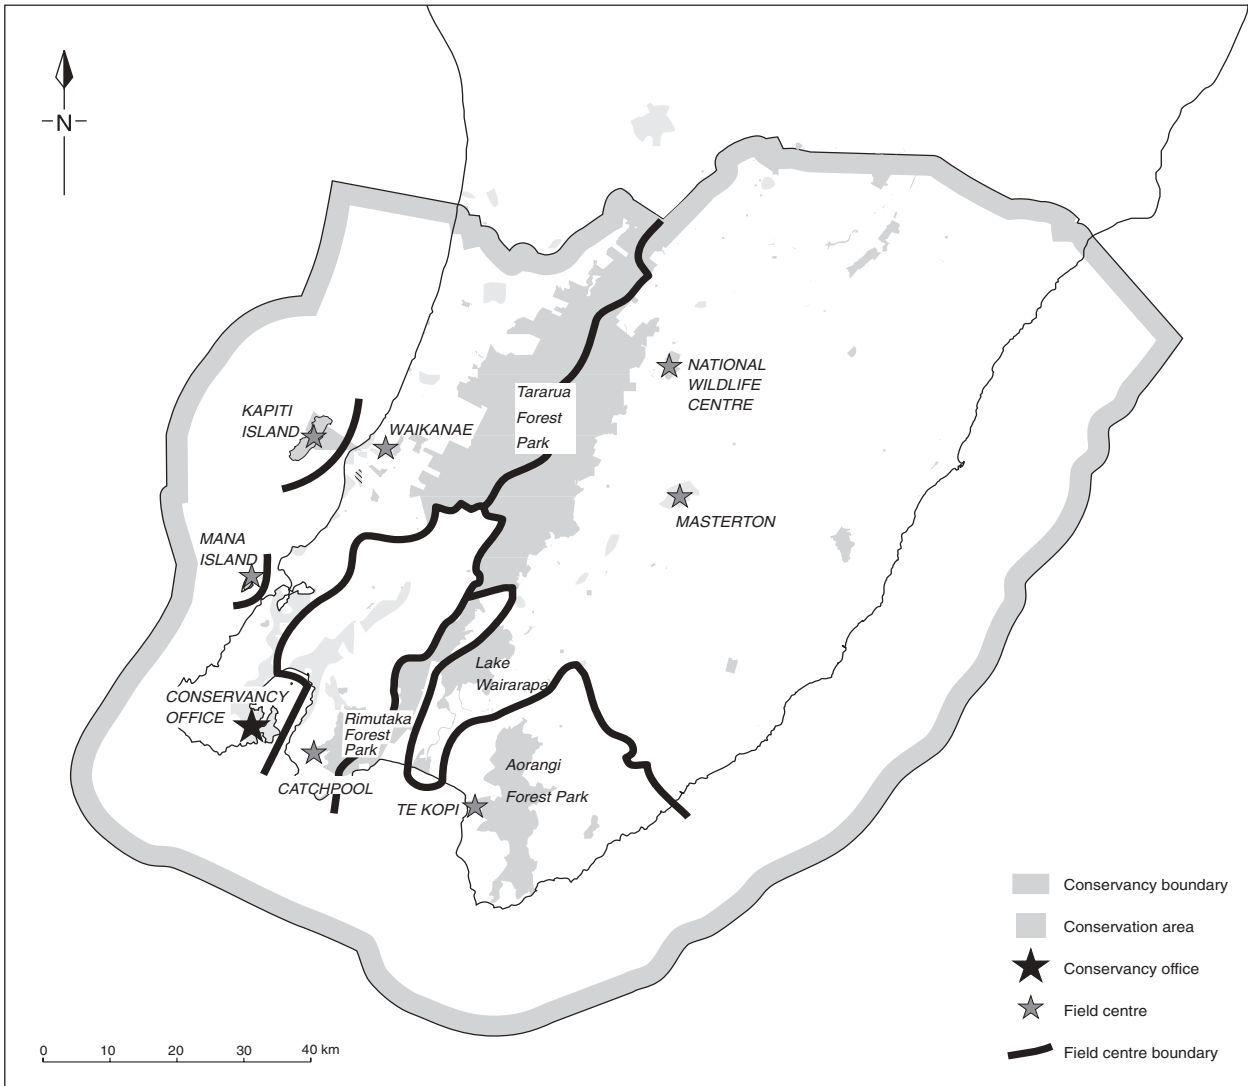 N
NATIONAL
WILDLIFE
CENTRE
Tararua
Forest
Park
KAPITI
ISLAND
WAIKANAE
MASTERTON
MANA
ISLAND
Lake
Wairarapa
CONSERVANCY
OFFICE
Rimutaka
Forest
Park
Aorangi
Forest Park
CATCHPOOL
TE KOPI
Conservancy boundary
Conservation area
Conservancy office
Field centre
Field centre boundary
0 10 20 30 40 km